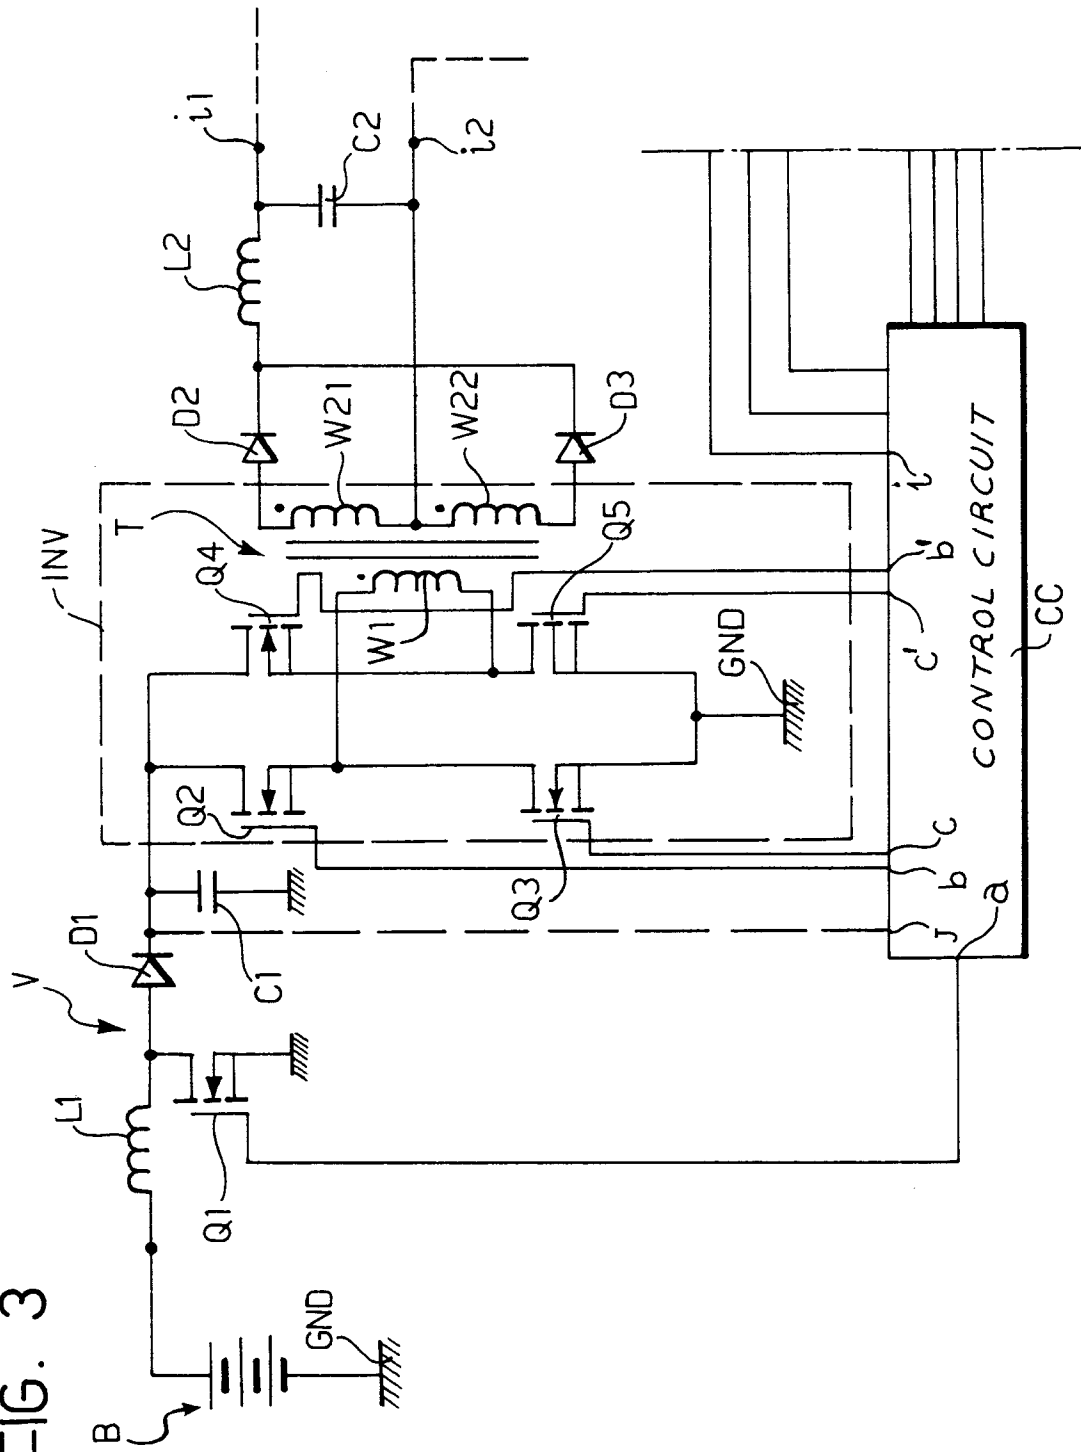 FIG. 3
B
GND
L1
Q1
V
D1
C1
INV
Q2
Q3
Q4
Q5
T
W1
W21
W22
GND
D2
D3
L2
C2
i1
i2
a
J
b
c
c'
b'
i
CONTROL CIRCUIT
CC